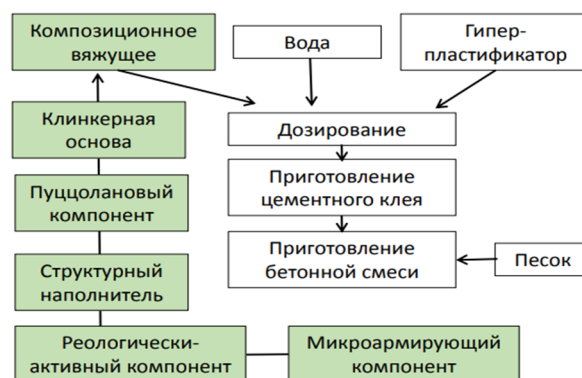 Композиционное
вяжущее
Вода
Гипер-
пластификатор
Клинкерная
основа
Дозирование
Пуццолановый
компонент
Приготовление
цементного клея
Структурный
наполнитель
Приготовление
бетонной смеси
Песок
Реологически-
активный компонент
Микроармирующий
компонент